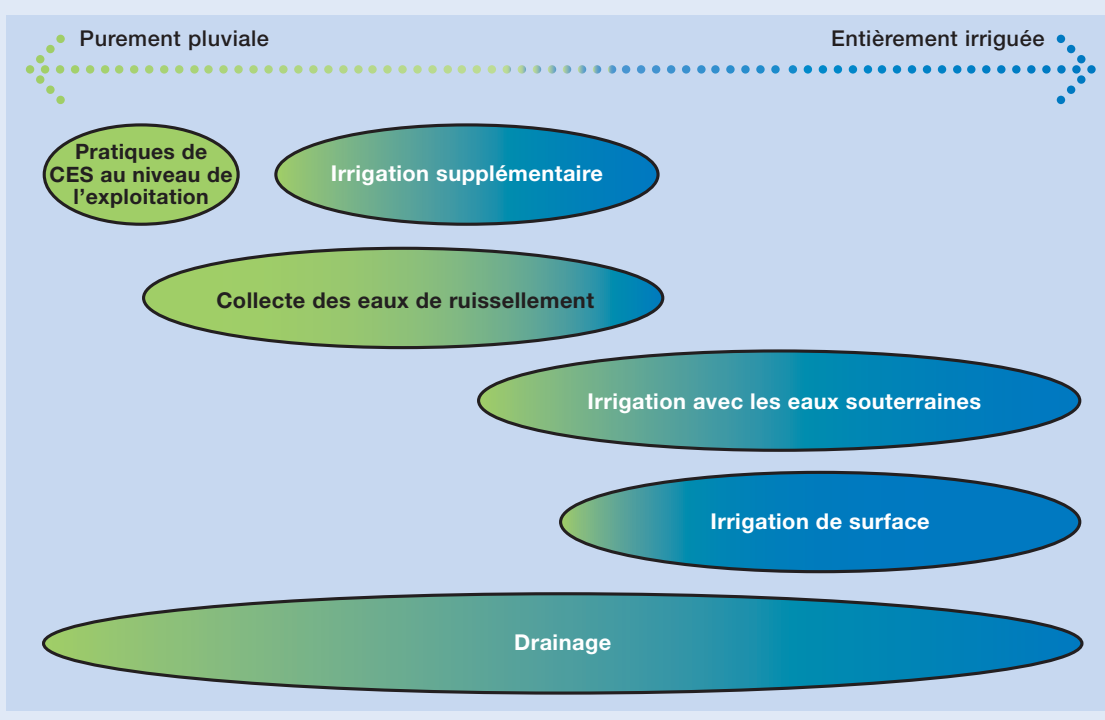 Purement pluviale
Entièrement irriguée
Pratiques de
CES au niveau de
l'exploitation
Irrigation supplémentaire
Collecte des eaux de ruissellement
Irrigation avec les eaux souterraines
Irrigation de surface
Drainage